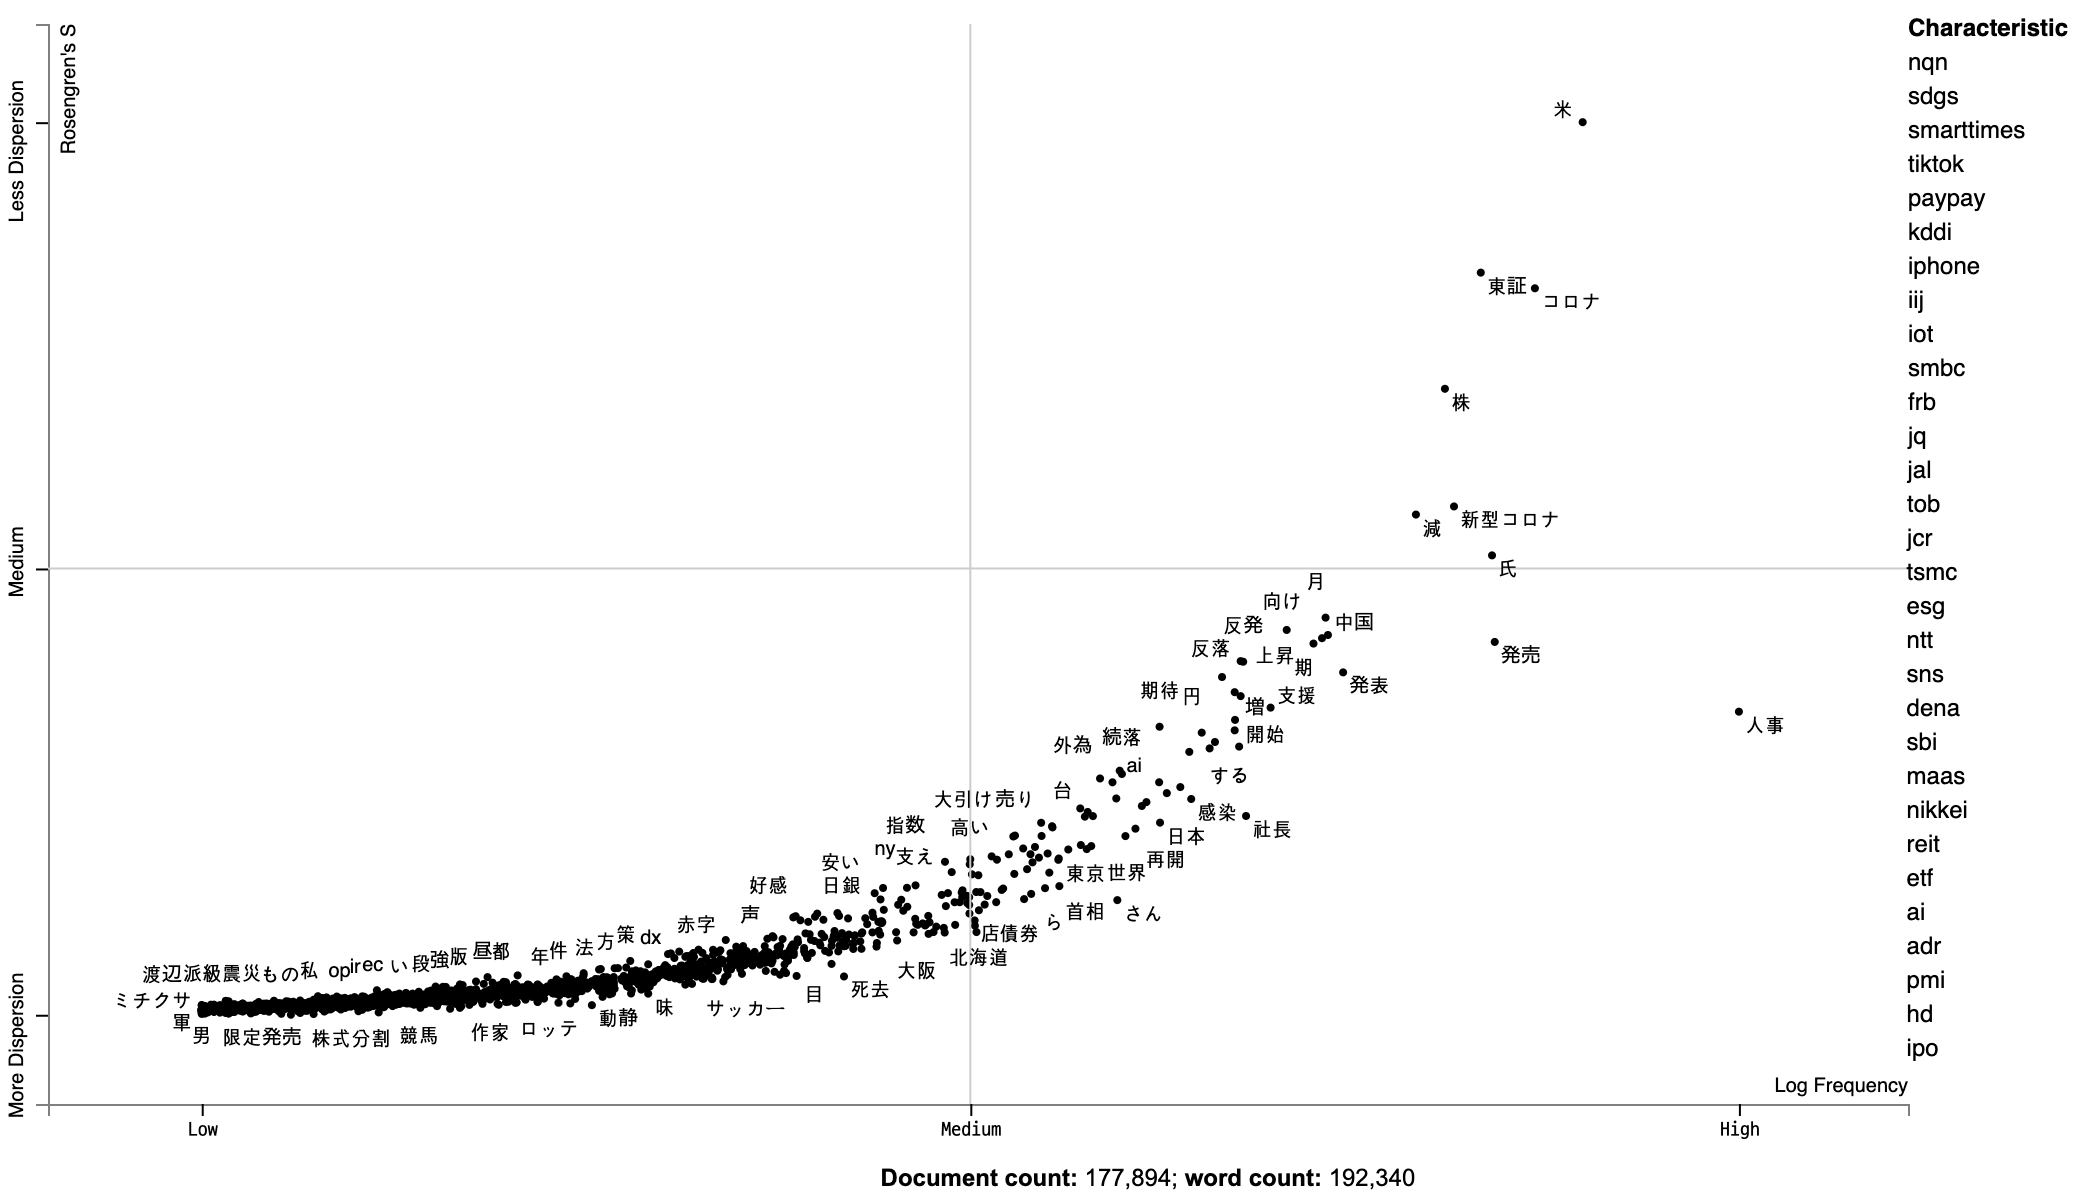 Characteristic
Rosengren's S
Less Dispersion
Medium
More Dispersion
nqn
sdgs
smarttimes
tiktok
paypay
kddi
iphone
iij
iot
smbc
frb
jq
jal
tob
jcr
tsmc
esg
ntt
sns
dena
sbi
maas
nikkei
reit
etf
ai
adr
pmi
hd
ipo
米
東証
コロナ
株
新型コロナ
減
氏
月
向け
中国
反発
反落
上昇
期
発売
発表
期待
円
支援
増
人事
開始
続落
外為
ai
する
台
大引け
売り
感染
指数
高い
社長
日本
ny
支え
安い
再開
東京
世界
好感
日銀
声
首相
さん
ら
赤字
店
債券
dx
策
方
法
件
年
都
昼
強版
段
い
北海道
大阪
渡辺
派
級
震災
もの
私
op
irec
目
死去
ミチクサ
味
サッカー
軍
動静
男
限定発売
株式分割
競馬
作家
ロッテ
Log Frequency
Low
Medium
High
Document count: 177,894; word count: 192,340